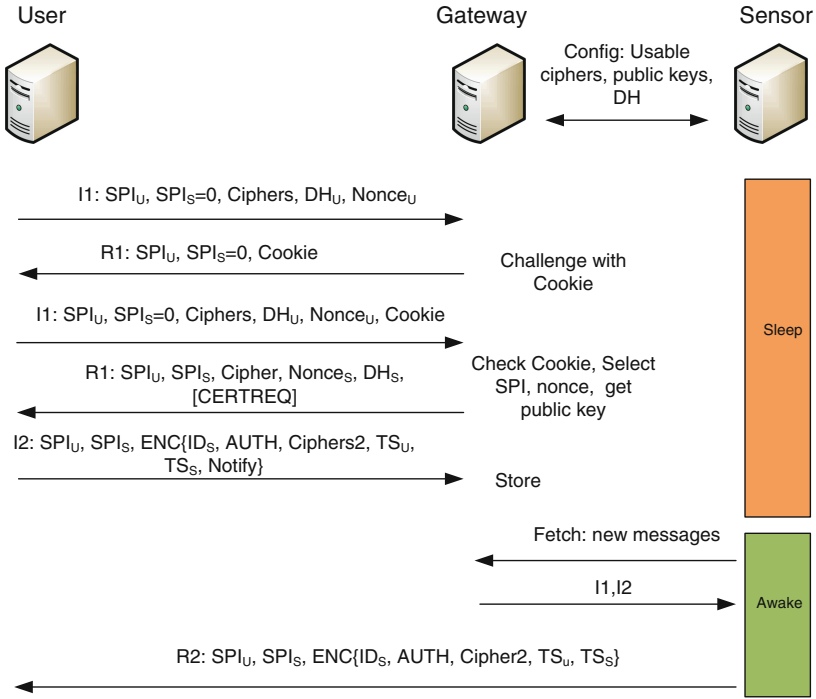 User
Gateway
Sensor
Config: Usable
ciphers, public keys,
DH
I1: SPIU, SPIS=0, Ciphers, DHU, NonceU
R1: SPIU, SPIS=0, Cookie
Challenge with
Cookie
I1: SPIU, SPIS=0, Ciphers, DHU, NonceU, Cookie
Sleep
R1: SPIU, SPIS, Cipher, NonceS, DHS,
[CERTREQ]
Check Cookie, Select
SPI, nonce, get
public key
I2: SPIU, SPIS, ENC{IDS, AUTH, Ciphers2, TSU,
TSS, Notify}
Store
Fetch: new messages
I1,I2
Awake
R2: SPIU, SPIS, ENC{IDS, AUTH, Cipher2, TSu, TSS}